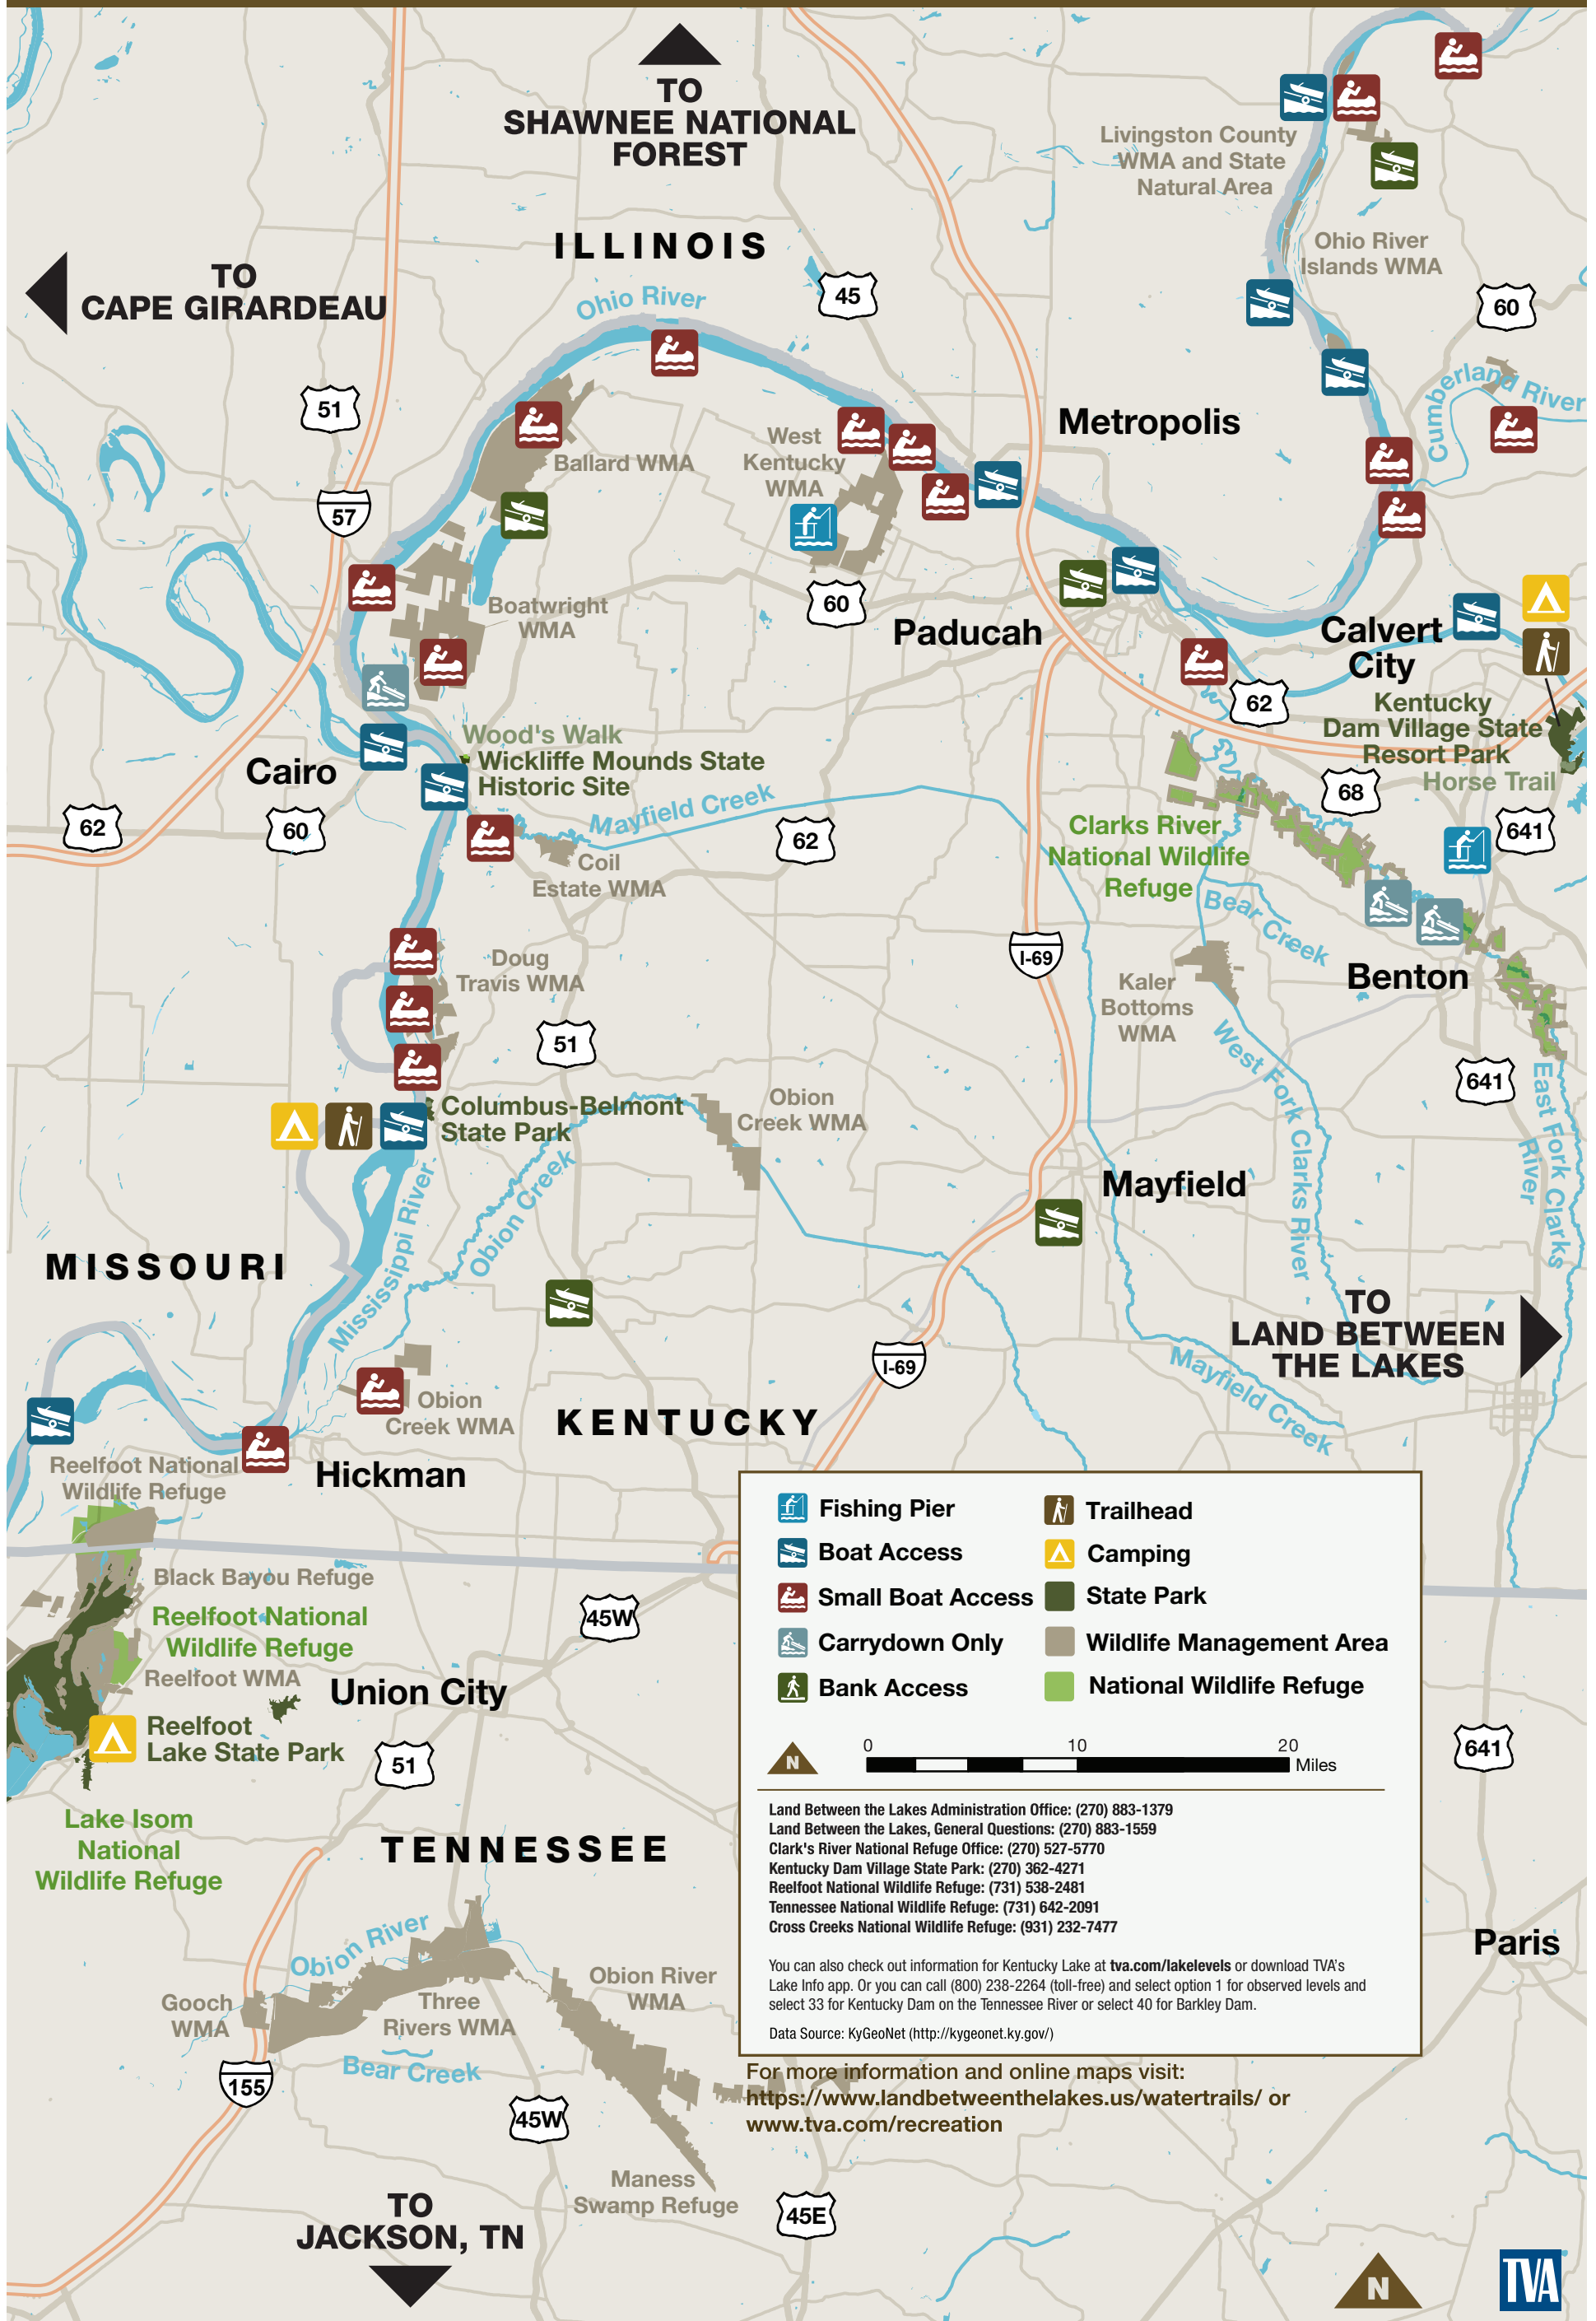 TO
SHAWNEE NATIONAL
FOREST
Livingston County
WMA and State
Natural Area
ILLINOIS
Ohio River
Islands WMA
TO
CAPE GIRARDEAU
Ohio River
45
60
51
Cumberland River
Metropolis
West
Kentucky
WMA
Ballard WMA
57
60
Boatwright
WMA
Paducah
Calvert
City
62
Kentucky
Dam Village State
Resort Park
Horse Trail
Wood's Walk
Wickliffe Mounds State
Historic Site
Cairo
68
Mayfield Creek
62
60
62
641
Clarks River
National Wildlife
Refuge
Coil
Estate WMA
Bear Creek
I-69
Doug
Travis WMA
Benton
Kaler
Bottoms
WMA
51
West Fork Clarks River
641
East Fork Clarks
River
Columbus-Belmont
State Park
Obion
Creek WMA
Mississippi River
Obion Creek
Mayfield
MISSOURI
TO
LAND BETWEEN
THE LAKES
I-69
Mayfield Creek
Obion
Creek WMA
KENTUCKY
Reelfoot National
Wildlife Refuge
Hickman
Black Bayou Refuge
Reelfoot National
Wildlife Refuge
Reelfoot WMA
45W
Union City
Reelfoot
Lake State Park
51
Lake Isom
National
Wildlife Refuge
TENNESSEE
Fishing Pier
Boat Access
Small Boat Access
Carrydown Only
Bank Access
Trailhead
Camping
State Park
Wildlife Management Area
National Wildlife Refuge
N
0 10 20
Miles
Land Between the Lakes Administration Office: (270) 883-1379
Land Between the Lakes, General Questions: (270) 883-1559
Clark's River National Refuge Office: (270) 527-5770
Kentucky Dam Village State Park: (270) 362-4271
Reelfoot National Wildlife Refuge: (731) 538-2481
Tennessee National Wildlife Refuge: (731) 642-2091
Cross Creeks National Wildlife Refuge: (931) 232-7477
You can also check out information for Kentucky Lake at tva.com/lakelevels or download TVA's
Lake Info app. Or you can call (800) 238-2264 (toll-free) and select option 1 for observed levels and
select 33 for Kentucky Dam on the Tennessee River or select 40 for Barkley Dam.
Data Source: KyGeoNet (http://kygeonet.ky.gov/)
641
Paris
Obion River
Gooch
WMA
Three
Rivers WMA
Obion River
WMA
Bear Creek
155
45W
For more information and online maps visit:
https://www.landbetweenthelakes.us/watertrails/ or
www.tva.com/recreation
Maness
Swamp Refuge
45E
TO
JACKSON, TN
N
TVA